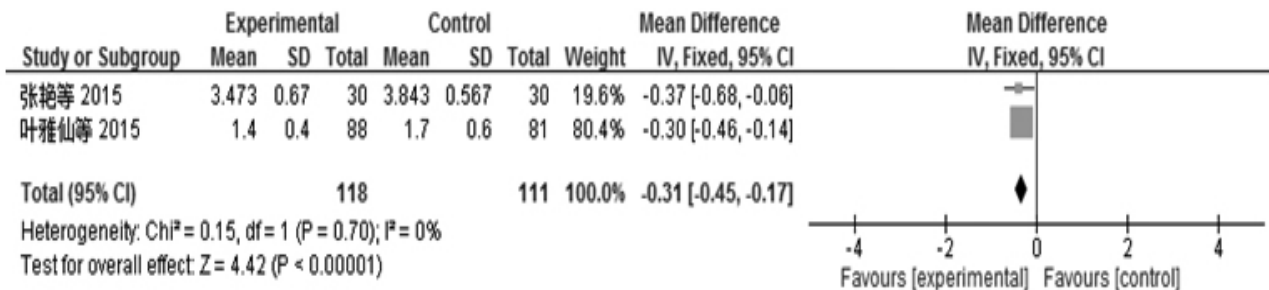 Experimental Control Mean Difference Mean Difference
Study or Subgroup Mean SD Total Mean SD Total Weight IV, Fixed, 95% CI IV, Fixed, 95% CI
张艳等 2015 3.473 0.67 30 3.843 0.567 30 19.6% -0.37 [-0.68, -0.06]
叶雅仙等 2015 1.4 0.4 88 1.7 0.6 81 80.4% -0.30 [-0.46, -0.14]
Total (95% CI) 118 111 100.0% -0.31 [-0.45, -0.17]
Heterogeneity: Chi² = 0.15, df = 1 (P = 0.70); I² = 0%
Test for overall effect: Z = 4.42 (P < 0.00001)
-4 -2 0 2 4
Favours [experimental] Favours [control]